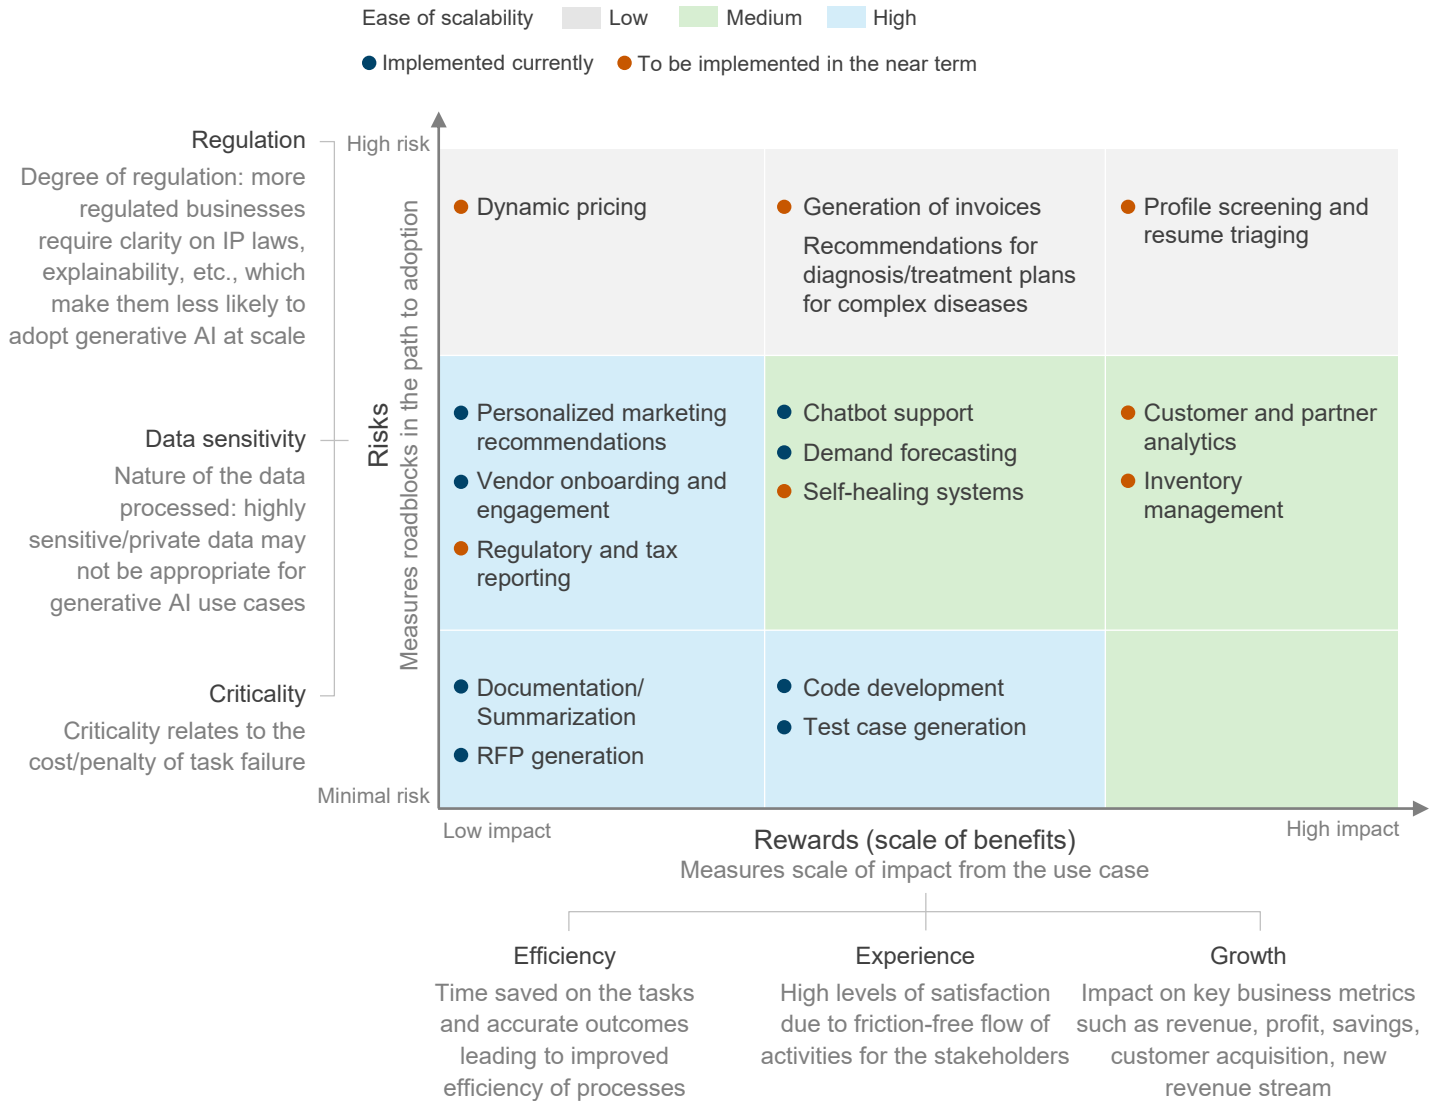 Ease of scalability Low Medium High
Implemented currently To be implemented in the near term
Regulation
Degree of regulation: more
regulated businesses
require clarity on IP laws,
explainability, etc., which
make them less likely to
adopt generative AI at scale
Data sensitivity
Nature of the data
processed: highly
sensitive/private data may
not be appropriate for
generative AI use cases
Criticality
Criticality relates to the
cost/penalty of task failure
High risk
Risks
Measures roadblocks in the path to adoption
Minimal risk
Dynamic pricing
Generation of invoices
Recommendations for
diagnosis/treatment plans
for complex diseases
Profile screening and
resume triaging
Personalized marketing
recommendations
Vendor onboarding and
engagement
Regulatory and tax
reporting
Chatbot support
Demand forecasting
Self-healing systems
Customer and partner
analytics
Inventory
management
Documentation/
Summarization
RFP generation
Code development
Test case generation
Low impact
High impact
Rewards (scale of benefits)
Measures scale of impact from the use case
Efficiency
Time saved on the tasks
and accurate outcomes
leading to improved
efficiency of processes
Experience
High levels of satisfaction
due to friction-free flow of
activities for the stakeholders
Growth
Impact on key business metrics
such as revenue, profit, savings,
customer acquisition, new
revenue stream